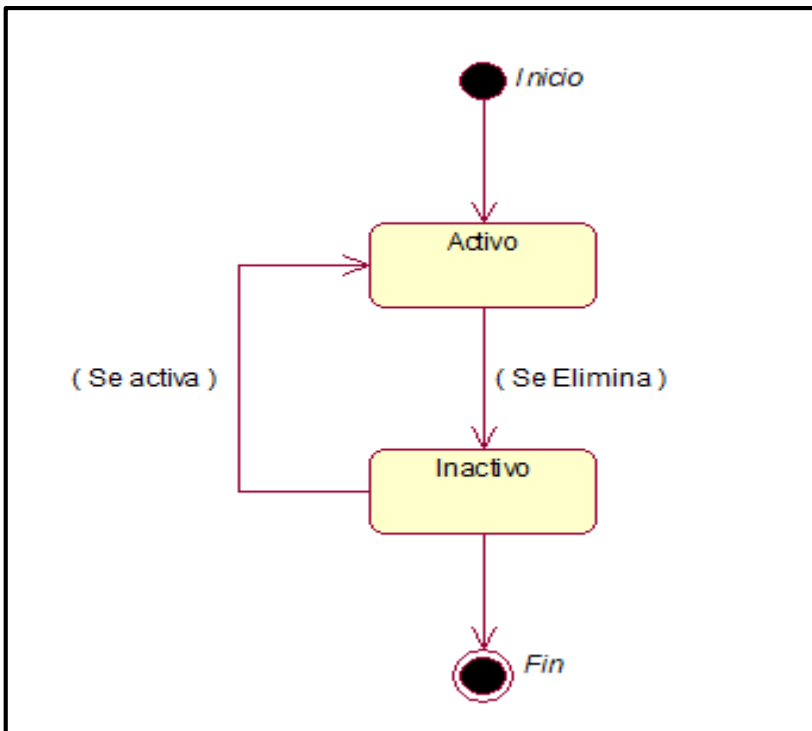 Inicio
Activo
( Se activa )
( Se Elimina )
Inactivo
Fin